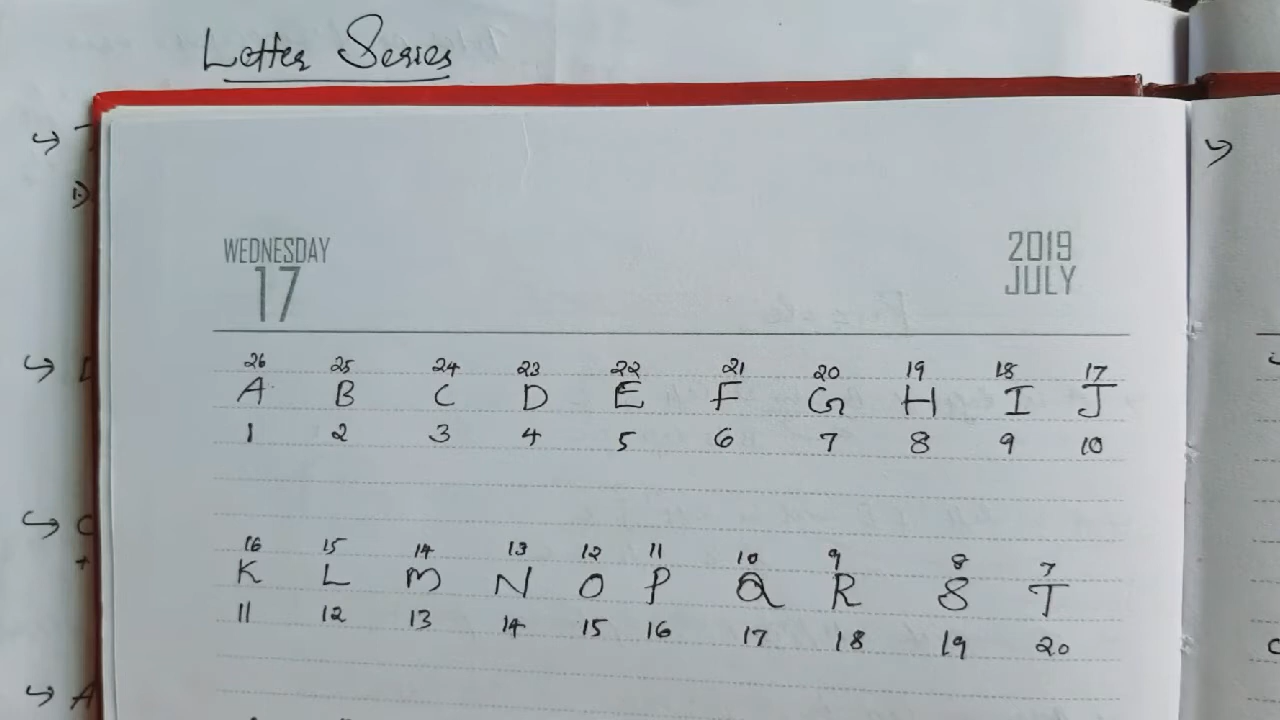 Letter Series
WEDNESDAY
17
2019
JULY
26 25 24 23 22 21 20 19 18 17
A B C D E F G H I J
1 2 3 4 5 6 7 8 9 10
16 15 14 13 12 11 10 9 8 7
K L M N O P Q R S T
11 12 13 14 15 16 17 18 19 20